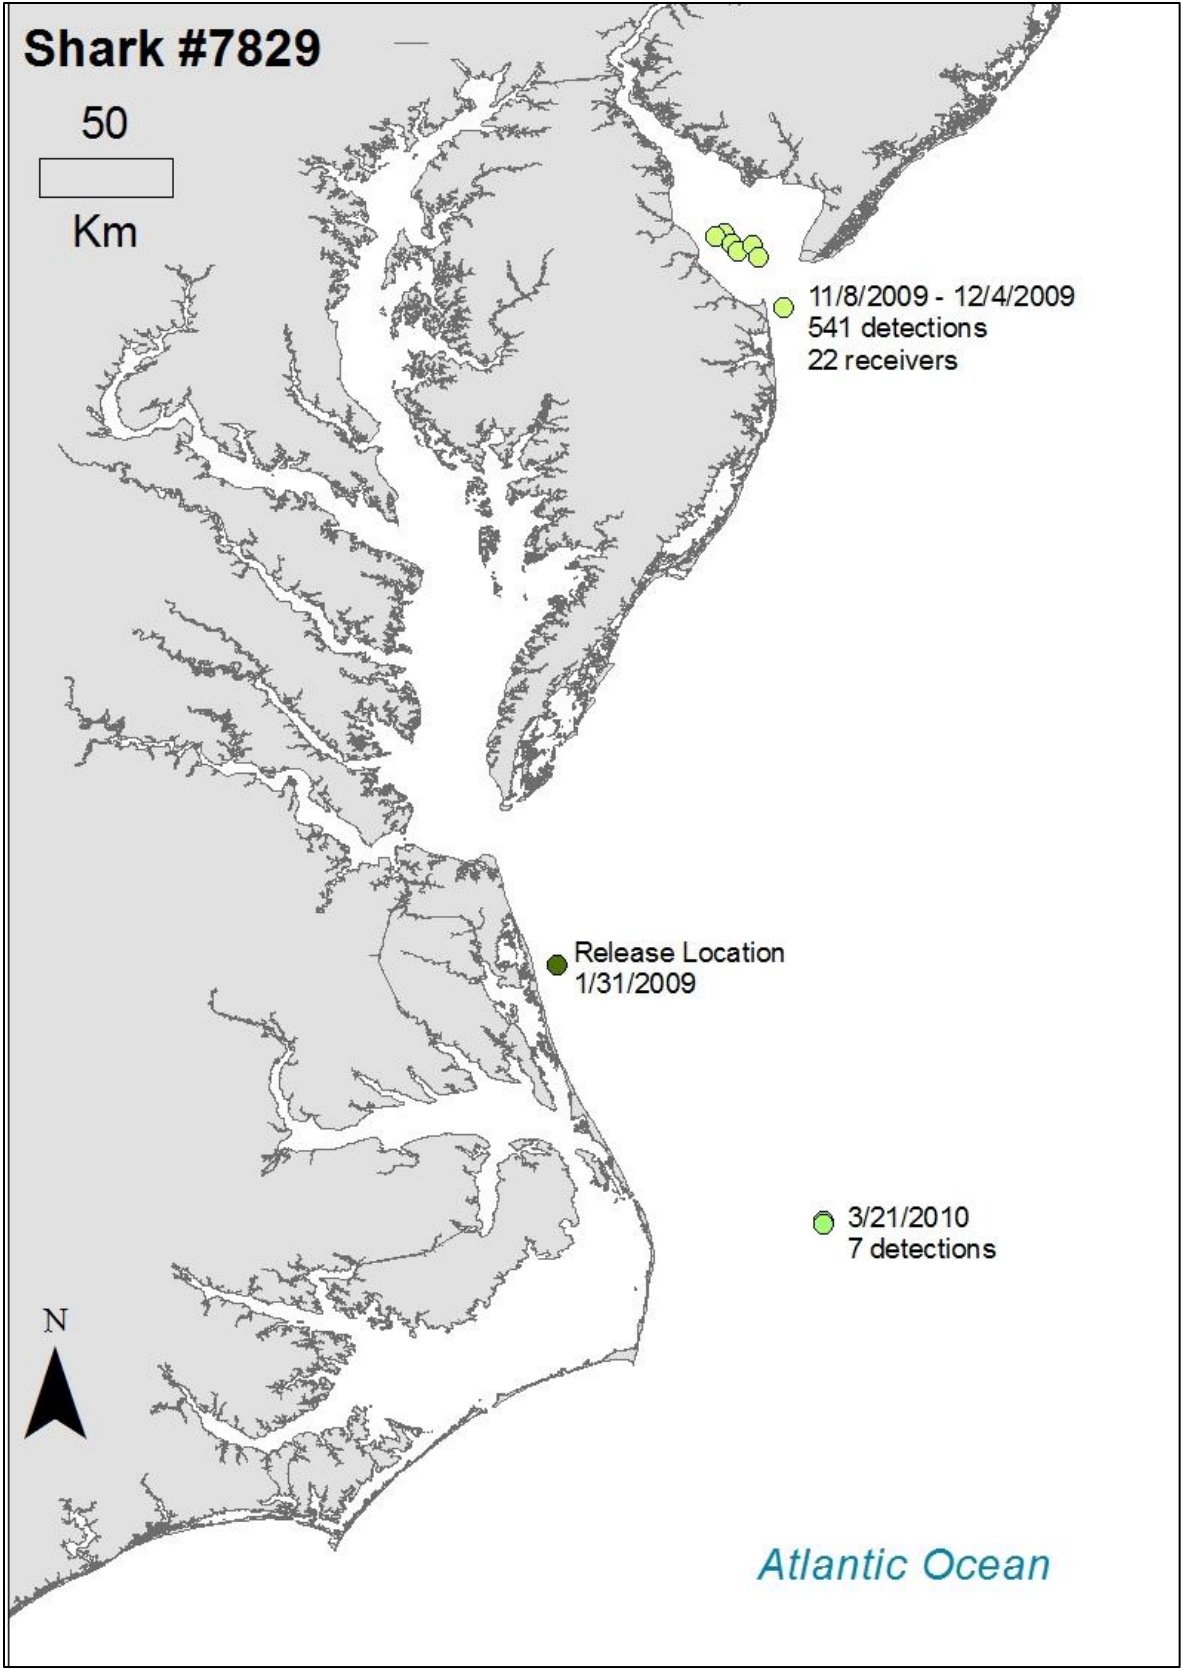 Shark #7829
50
Km
11/8/2009 - 12/4/2009
541 detections
22 receivers
Release Location
1/31/2009
3/21/2010
7 detections
N
Atlantic Ocean